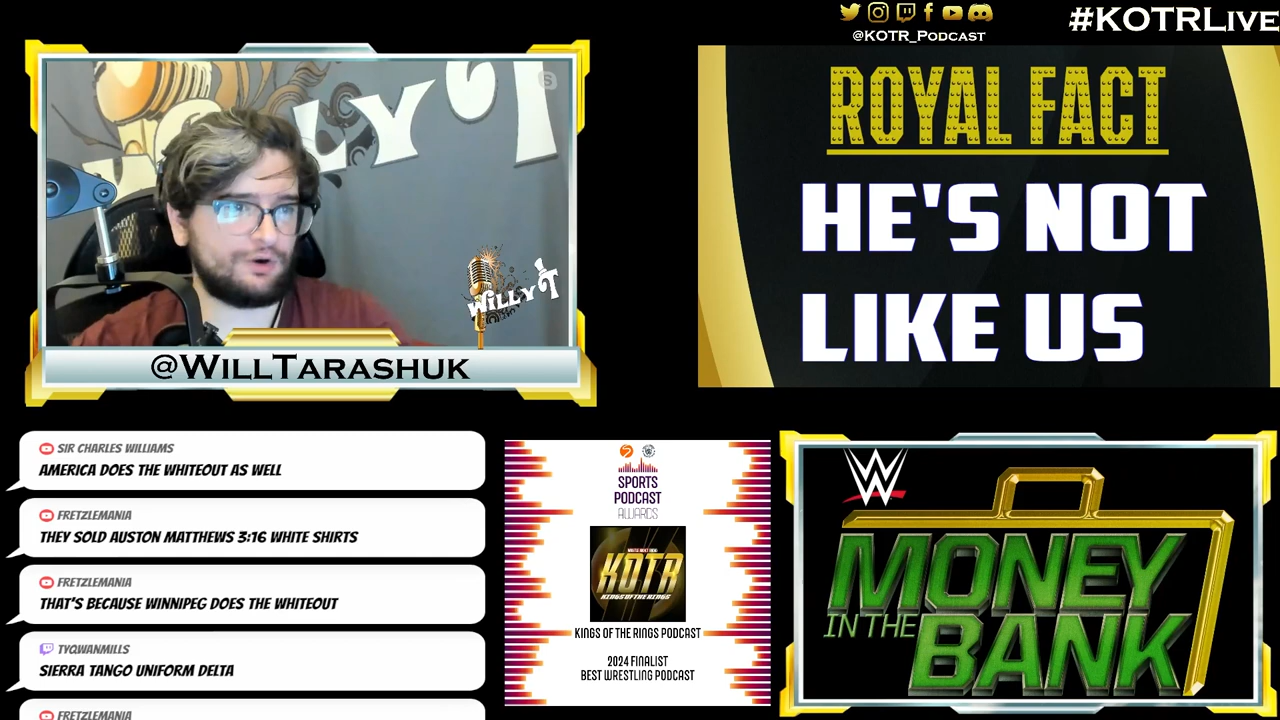 #KOTRLive
@KOTR_Podcast
LLY T
WILLY T
@WillTarashuk
ROYAL FACT
HE'S NOT
LIKE US
SIR CHARLES WILLIAMS
AMERICA DOES THE WHITEOUT AS WELL
FRETZLEMANIA
THEY SOLD AUSTON MATTHEWS 3:16 WHITE SHIRTS
FRETZLEMANIA
THAT'S BECAUSE WINNIPEG DOES THE WHITEOUT
TYQWANMILLS
SIERRA TANGO UNIFORM DELTA
FRETZLEMANIA
SPORTS
PODCAST
AWARDS
KOTR
KINGS OF THE RINGS
KINGS OF THE RINGS PODCAST
2024 FINALIST
BEST WRESTLING PODCAST
W
MONEY
IN THE
BANK